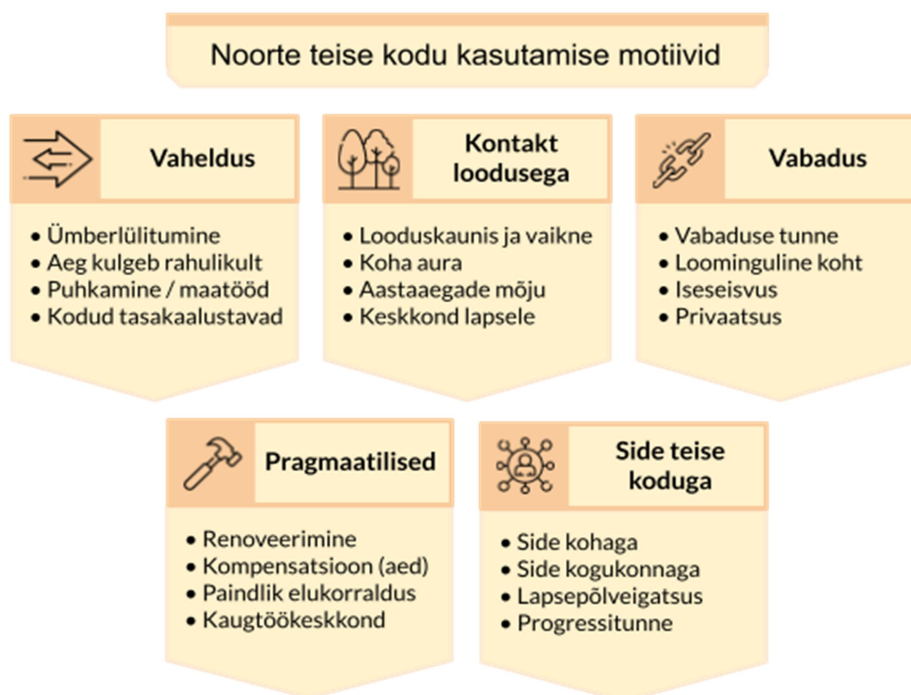 Noorte teise kodu kasutamise motiivid
Vaheldus
• Ümberlülitumine
• Aeg kulgeb rahulikult
• Puhkamine / maatööd
• Kodud tasakaalustavad
Kontakt
loodusega
• Looduskaunis ja vaikne
• Koha aura
• Aastaaegade mõju
• Keskkond lapsele
Vabadus
• Vabaduse tunne
• Loominguline koht
• Iseseisvus
• Privaatsus
Pragmaatilised
• Renoveerimine
• Kompensatsioon (aed)
• Paindlik elukorraldus
• Kaugtöökeskkond
Side teise
koduga
• Side kohaga
• Side kogukonnaga
• Lapsepõlveigatsus
• Progressitunne